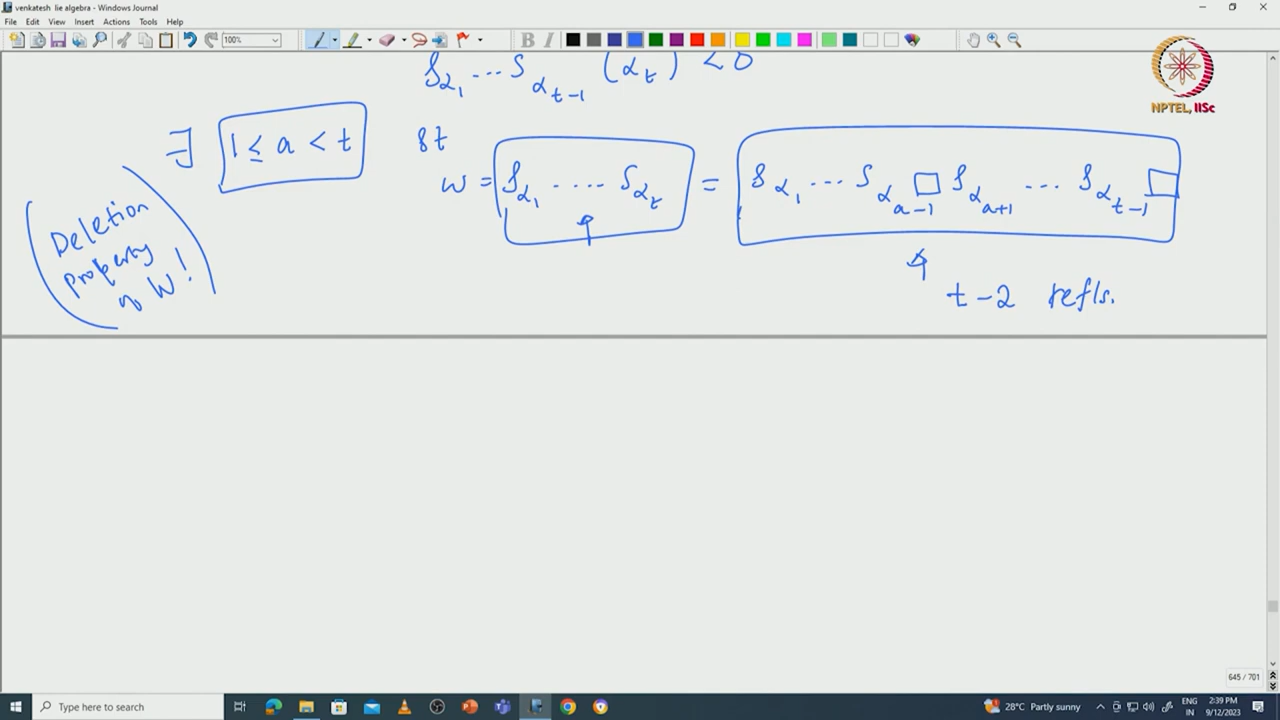 venkatesh lie algebra - Windows Journal
File Edit View Insert Actions Tools Help
100%
B I
NPTEL, IISc
S_{α_1} ... S_{α_{t-1}} (α_t) < 0
∃ 1 ≤ a < t st
w = S_{α_1} ..... S_{α_t} = S_{α_1} ... S_{α_{a-1}} □ S_{α_{a+1}} ... S_{α_{t-1}} □
t-2 refls.
Deletion
property
of W!
645 / 701
Type here to search
28°C Partly sunny
ENG
IN
2:39 PM
9/12/2023